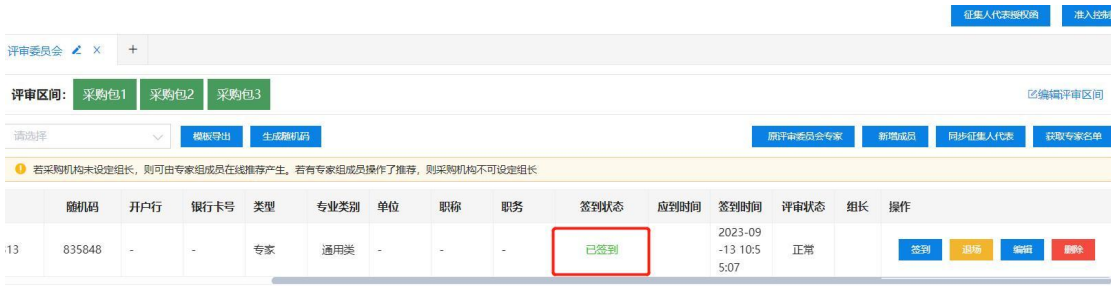 征集人代表授权函 准入控制
评审委员会 × +
评审区间： 采购包1 采购包2 采购包3 编辑评审区间
请选择 模板导出 生成随机码 原评审委员会专家 新增成员 同步征集人代表 获取专家名单
若采购机构未设定组长，则可由专家组成员在线推荐产生。若有专家组成员操作了推荐，则采购机构不可设定组长
随机码 开户行 银行卡号 类型 专业类别 单位 职称 职务 签到状态 应到时间 签到时间 评审状态 组长 操作
313 835848 - - 专家 通用类 - - - 已签到 2023-09-13 10:55:07 正常 签到 退场 编辑 删除